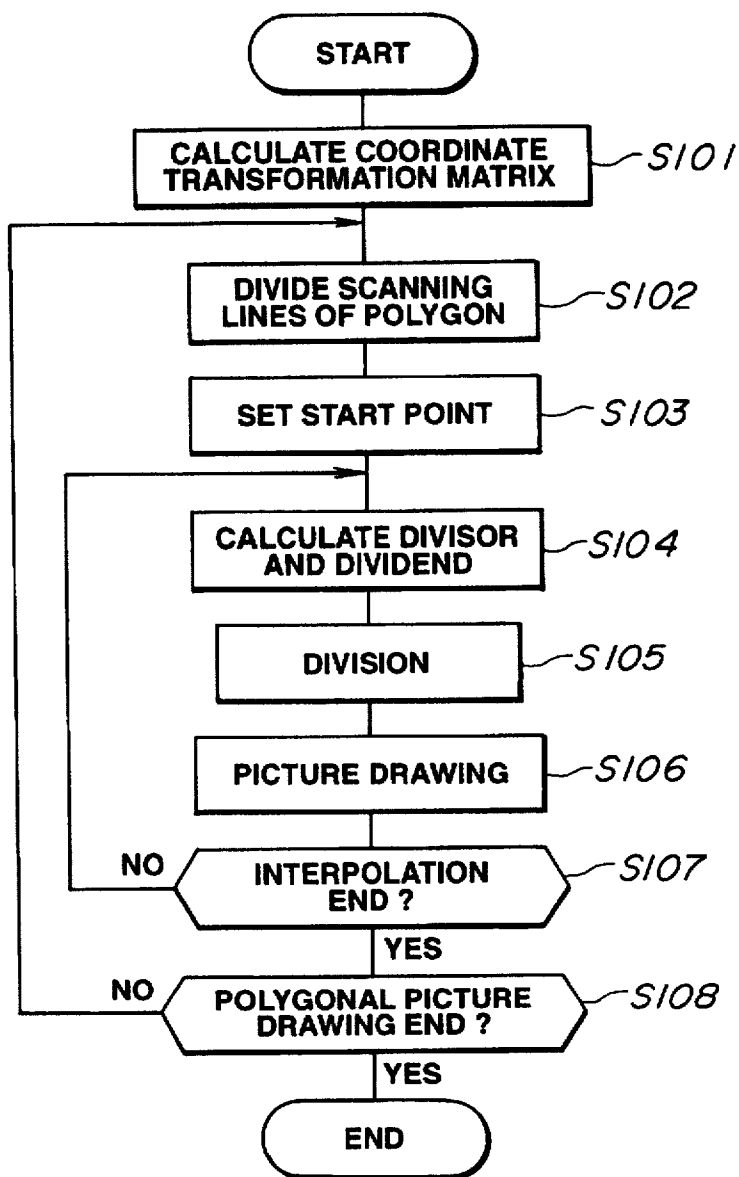 START
CALCULATE COORDINATE
TRANSFORMATION MATRIX
S101
DIVIDE SCANNING
LINES OF POLYGON
S102
SET START POINT
S103
CALCULATE DIVISOR
AND DIVIDEND
S104
DIVISION
S105
PICTURE DRAWING
S106
NO
INTERPOLATION
END ?
S107
YES
NO
POLYGONAL PICTURE
DRAWING END ?
S108
YES
END